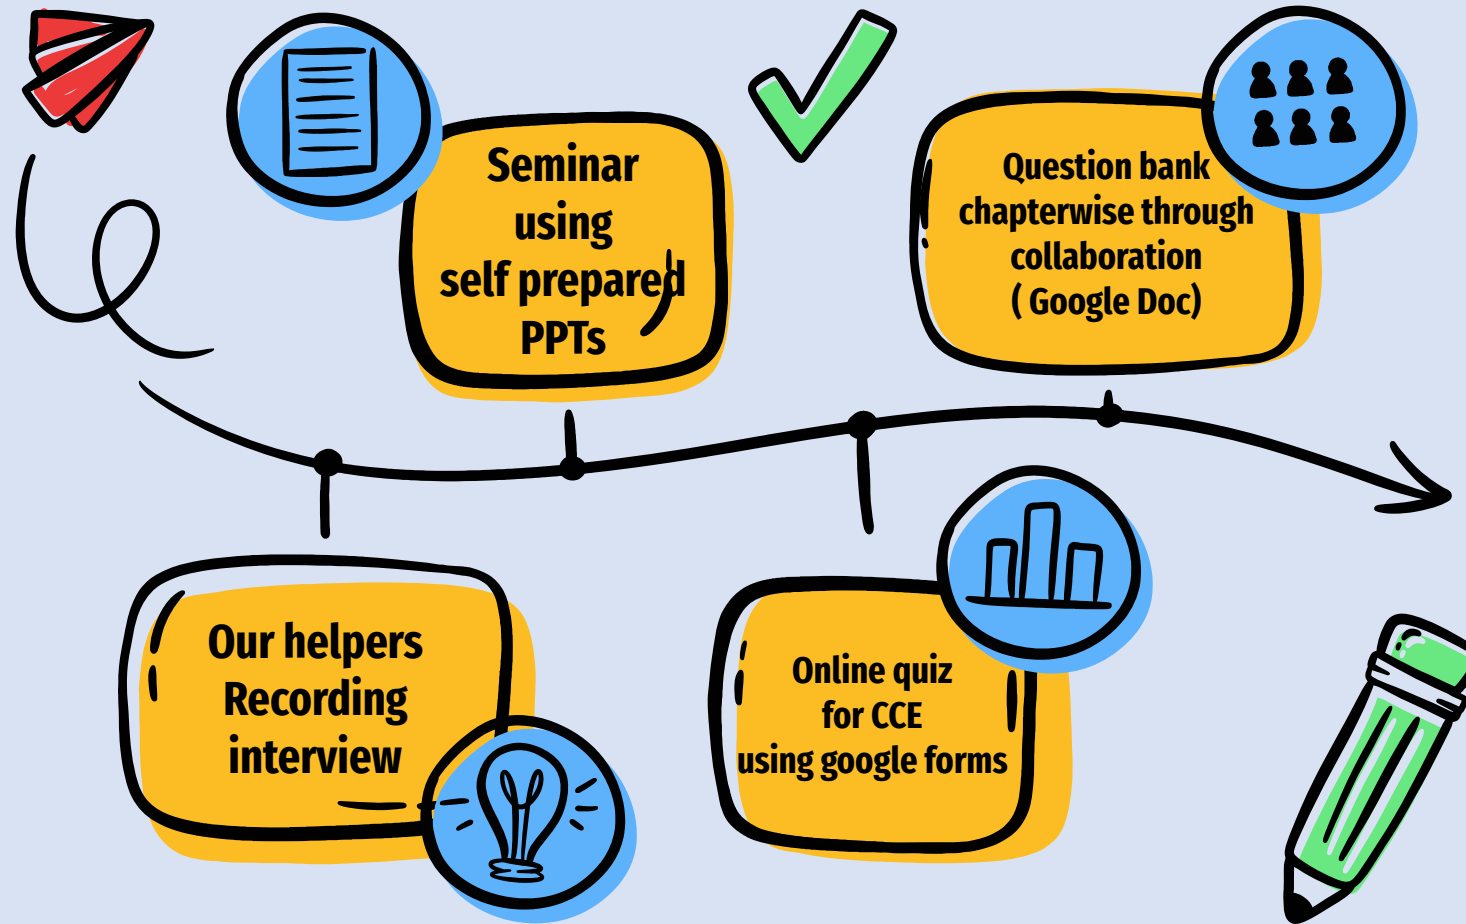 Seminar
using
self prepared
PPTs
Question bank
chapterwise through
collaboration
( Google Doc)
Our helpers
Recording
interview
Online quiz
for CCE
using google forms